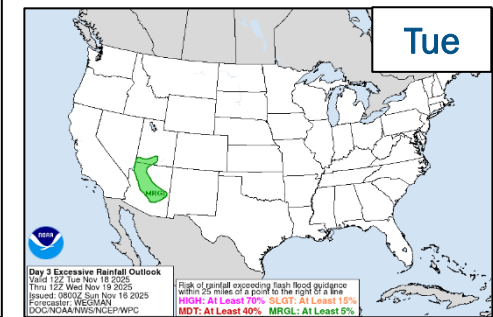 Tue
MRGL
NOAA
Day 3 Excessive Rainfall Outlook
Valid 12Z Tue Nov 18 2025
Thru 12Z Wed Nov 19 2025
Issued: 0800Z Sun Nov 16 2025
Forecaster: WEGMAN
DOC/NOAA/NWS/NCEP/WPC
Risk of rainfall exceeding flash flood guidance
within 25 miles of a point to the right of a line
HIGH: At Least 70% SLGT: At Least 15%
MDT: At Least 40% MRGL: At Least 5%